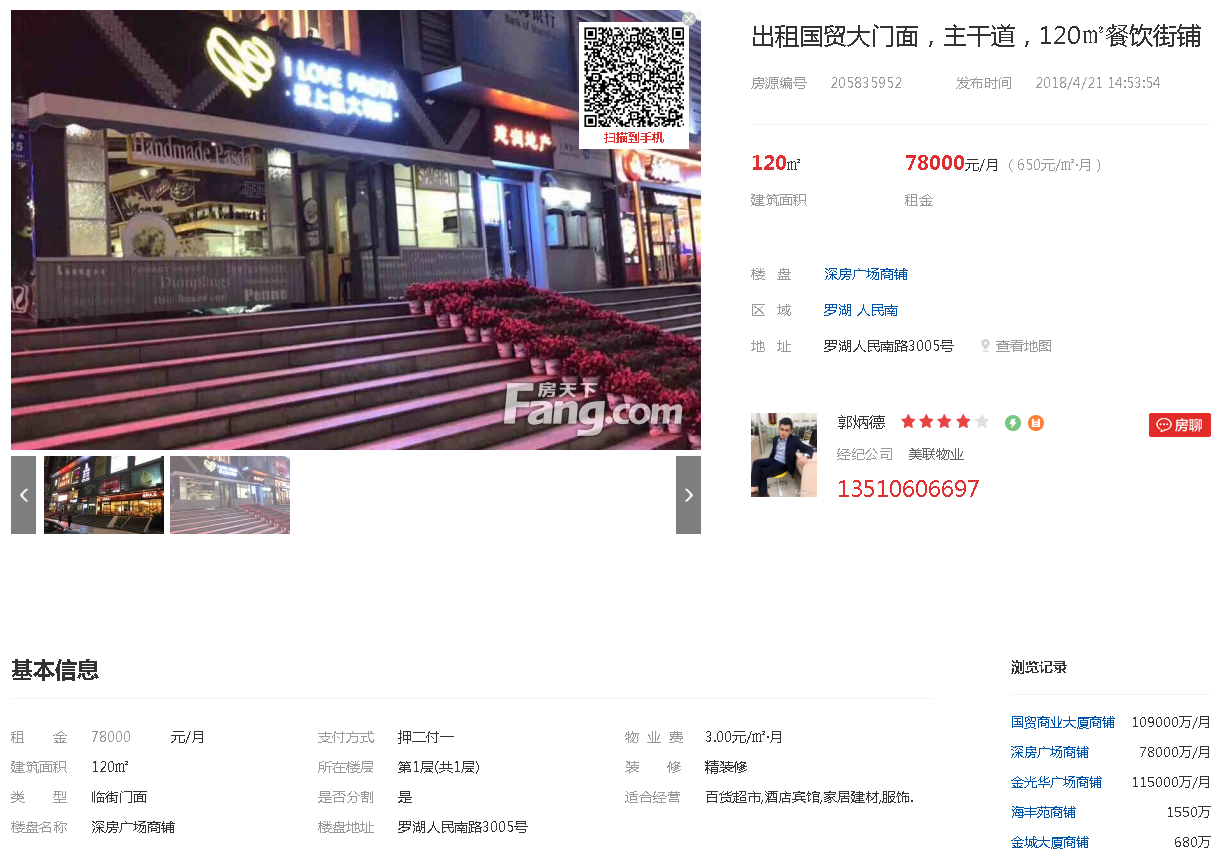 Bank of
I LOVE PASTA
爱上意大利面
Handmade Pasta
SPAGHETTI
美联地产
扫描到手机
Penne
房天下
Fang.com
出租国贸大门面，主干道，120㎡餐饮街铺
房源编号 205835952 发布时间 2018/4/21 14:53:54
120㎡ 78000元/月（650元/㎡·月）
建筑面积 租金
楼 盘 深房广场商铺
区 域 罗湖 人民南
地 址 罗湖人民南路3005号 查看地图
郭炳德 房聊
经纪公司 美联物业
13510606697
基本信息
租 金 78000 元/月 支付方式 押二付一 物 业 费 3.00元/㎡·月
建筑面积 120㎡ 所在楼层 第1层(共1层) 装 修 精装修
类 型 临街门面 是否分割 是 适合经营 百货超市,酒店宾馆,家居建材,服饰.
楼盘名称 深房广场商铺 楼盘地址 罗湖人民南路3005号
浏览记录
国贸商业大厦商铺 109000万/月
深房广场商铺 78000万/月
金光华广场商铺 115000万/月
海丰苑商铺 1550万
金城大厦商铺 680万